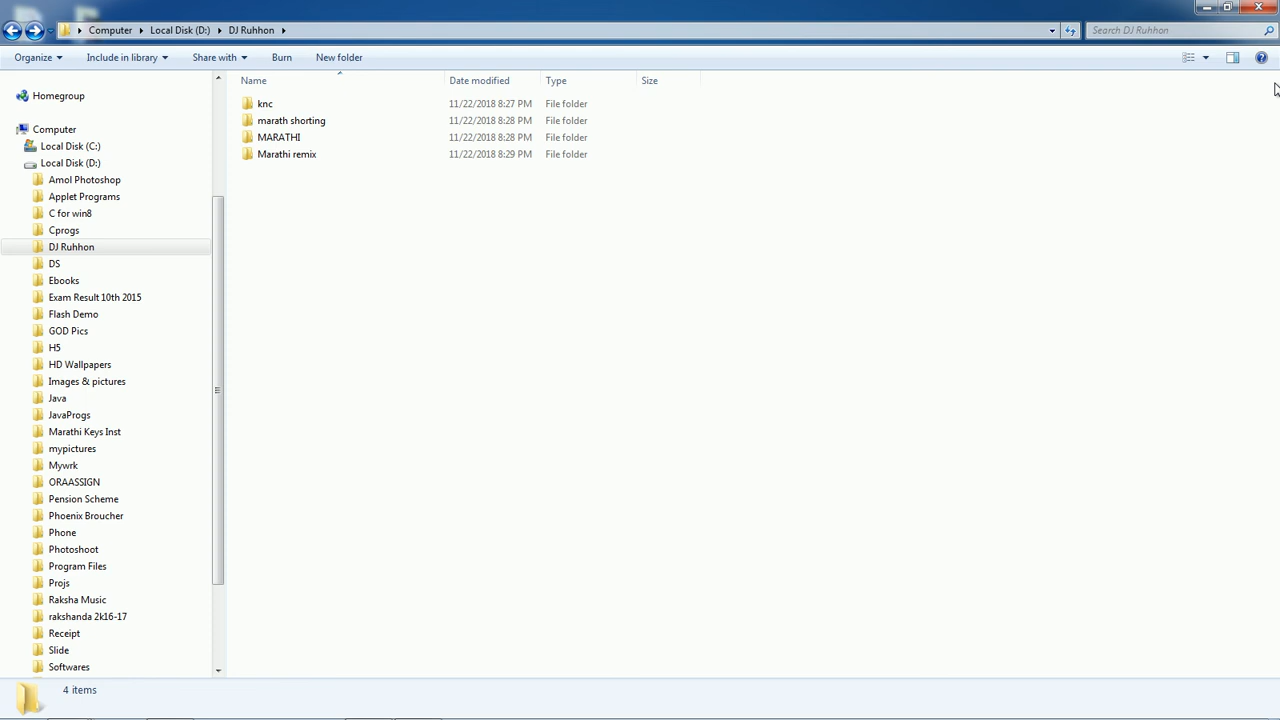 Computer Local Disk (D:) DJ Ruhhon Search DJ Ruhhon
Organize Include in library Share with Burn New folder
Name Date modified Type Size
knc 11/22/2018 8:27 PM File folder
marath shorting 11/22/2018 8:28 PM File folder
MARATHI 11/22/2018 8:28 PM File folder
Marathi remix 11/22/2018 8:29 PM File folder
Homegroup
Computer
Local Disk (C:)
Local Disk (D:)
Amol Photoshop
Applet Programs
C for win8
Cprogs
DJ Ruhhon
DS
Ebooks
Exam Result 10th 2015
Flash Demo
GOD Pics
H5
HD Wallpapers
Images & pictures
Java
JavaProgs
Marathi Keys Inst
mypictures
Mywrk
ORAASSIGN
Pension Scheme
Phoenix Broucher
Phone
Photoshoot
Program Files
Projs
Raksha Music
rakshanda 2k16-17
Receipt
Slide
Softwares
4 items